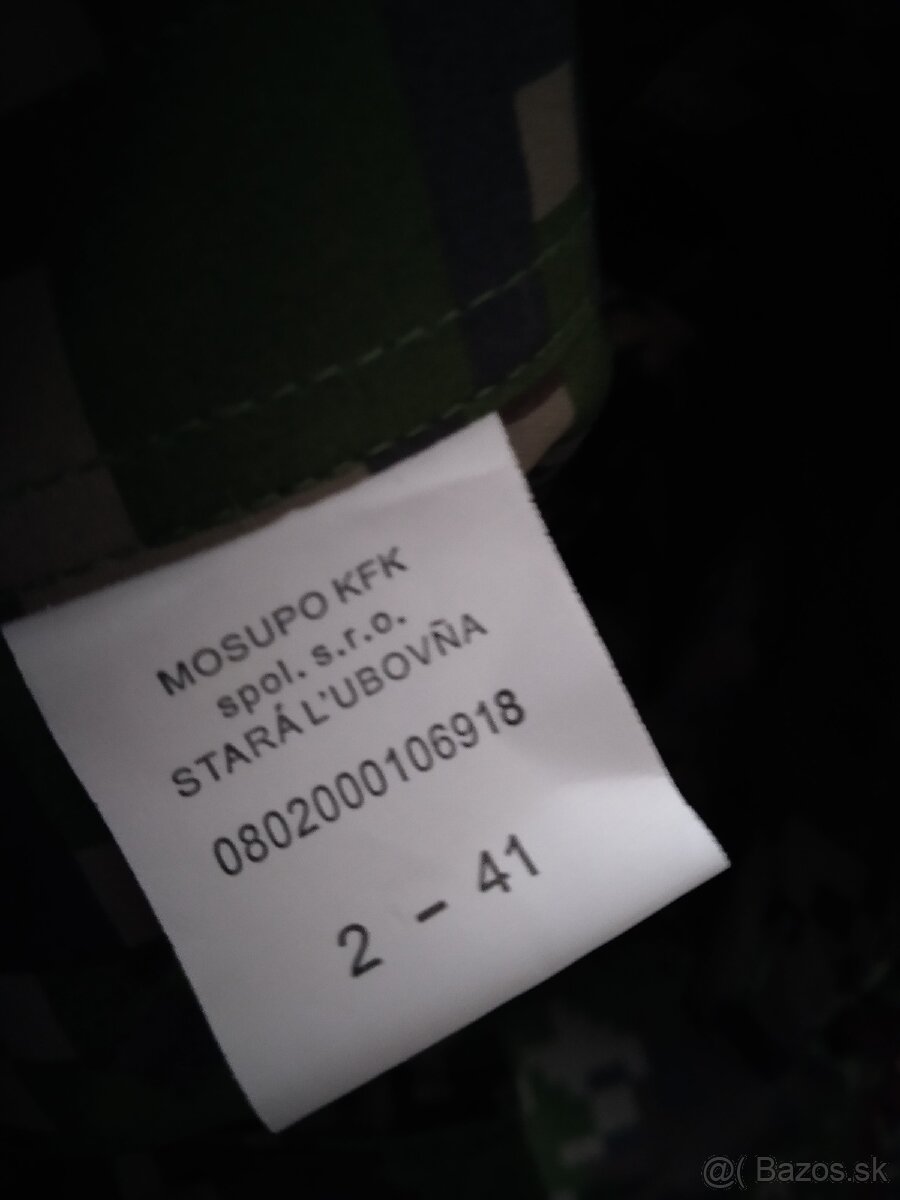 MOSUPO KFK
spol. s.r.o.
STARÁ ĽUBOVŇA
0802000106918
2 - 41
@( Bazos.sk